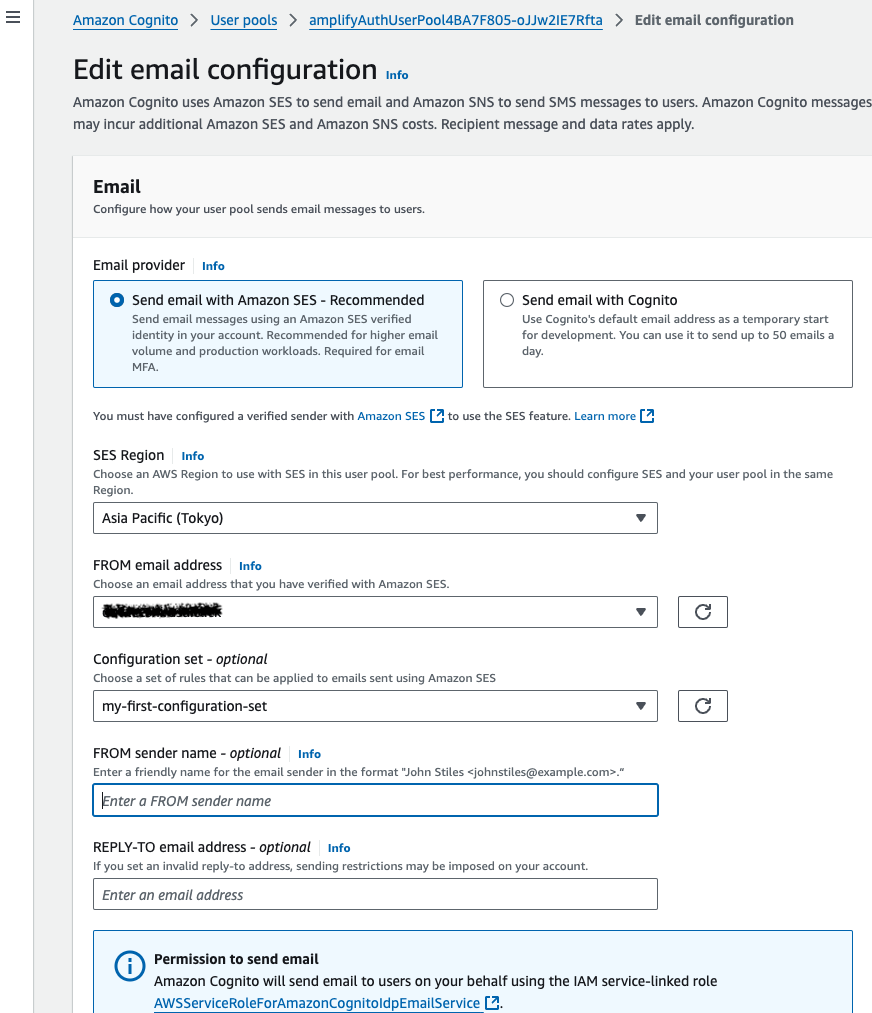 Amazon Cognito > User pools > amplifyAuthUserPool4BA7F805-oJJw2IE7Rfta > Edit email configuration
Edit email configuration Info
Amazon Cognito uses Amazon SES to send email and Amazon SNS to send SMS messages to users. Amazon Cognito messages
may incur additional Amazon SES and Amazon SNS costs. Recipient message and data rates apply.
Email
Configure how your user pool sends email messages to users.
Email provider Info
Send email with Amazon SES - Recommended
Send email messages using an Amazon SES verified
identity in your account. Recommended for higher email
volume and production workloads. Required for email
MFA.
Send email with Cognito
Use Cognito's default email address as a temporary start
for development. You can use it to send up to 50 emails a
day.
You must have configured a verified sender with Amazon SES to use the SES feature. Learn more
SES Region Info
Choose an AWS Region to use with SES in this user pool. For best performance, you should configure SES and your user pool in the same
Region.
Asia Pacific (Tokyo)
FROM email address Info
Choose an email address that you have verified with Amazon SES.
Configuration set - optional
Choose a set of rules that can be applied to emails sent using Amazon SES
my-first-configuration-set
FROM sender name - optional Info
Enter a friendly name for the email sender in the format "John Stiles <johnstiles@example.com>."
Enter a FROM sender name
REPLY-TO email address - optional Info
If you set an invalid reply-to address, sending restrictions may be imposed on your account.
Enter an email address
Permission to send email
Amazon Cognito will send email to users on your behalf using the IAM service-linked role
AWSServiceRoleForAmazonCognitoIdpEmailService.